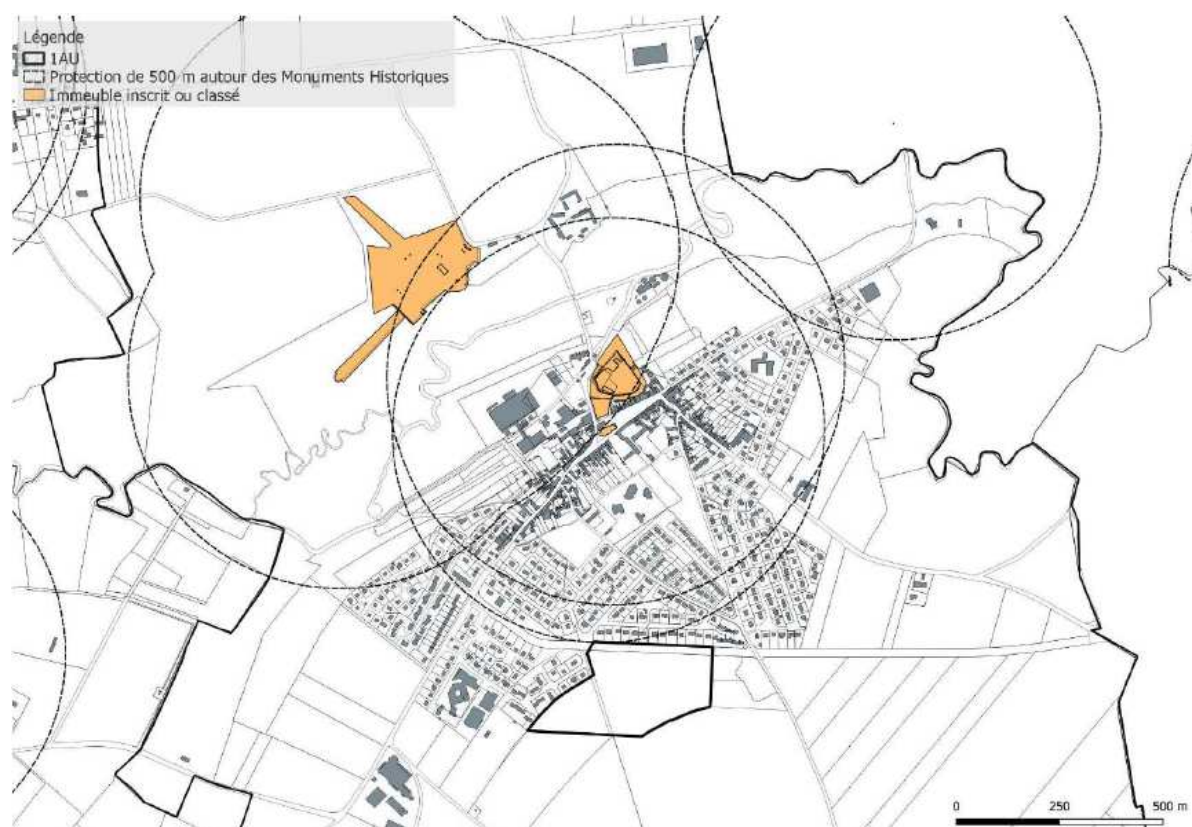 Légende
1AU
Protection de 500 m autour des Monuments Historiques
Immeuble inscrit ou classé
0 250 500 m